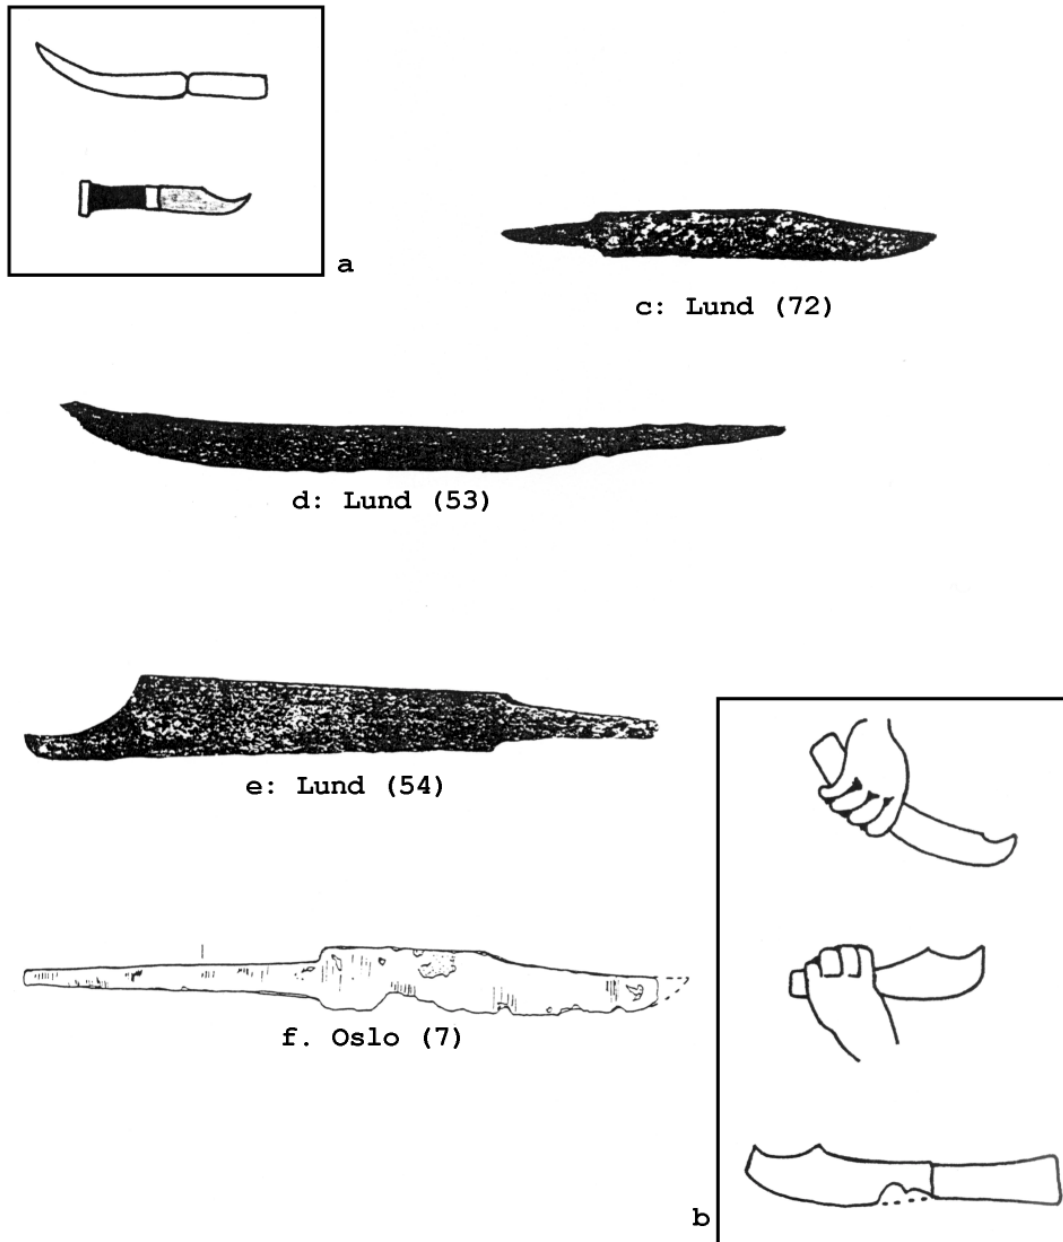 a
c: Lund (72)
d: Lund (53)
e: Lund (54)
f. Oslo (7)
b